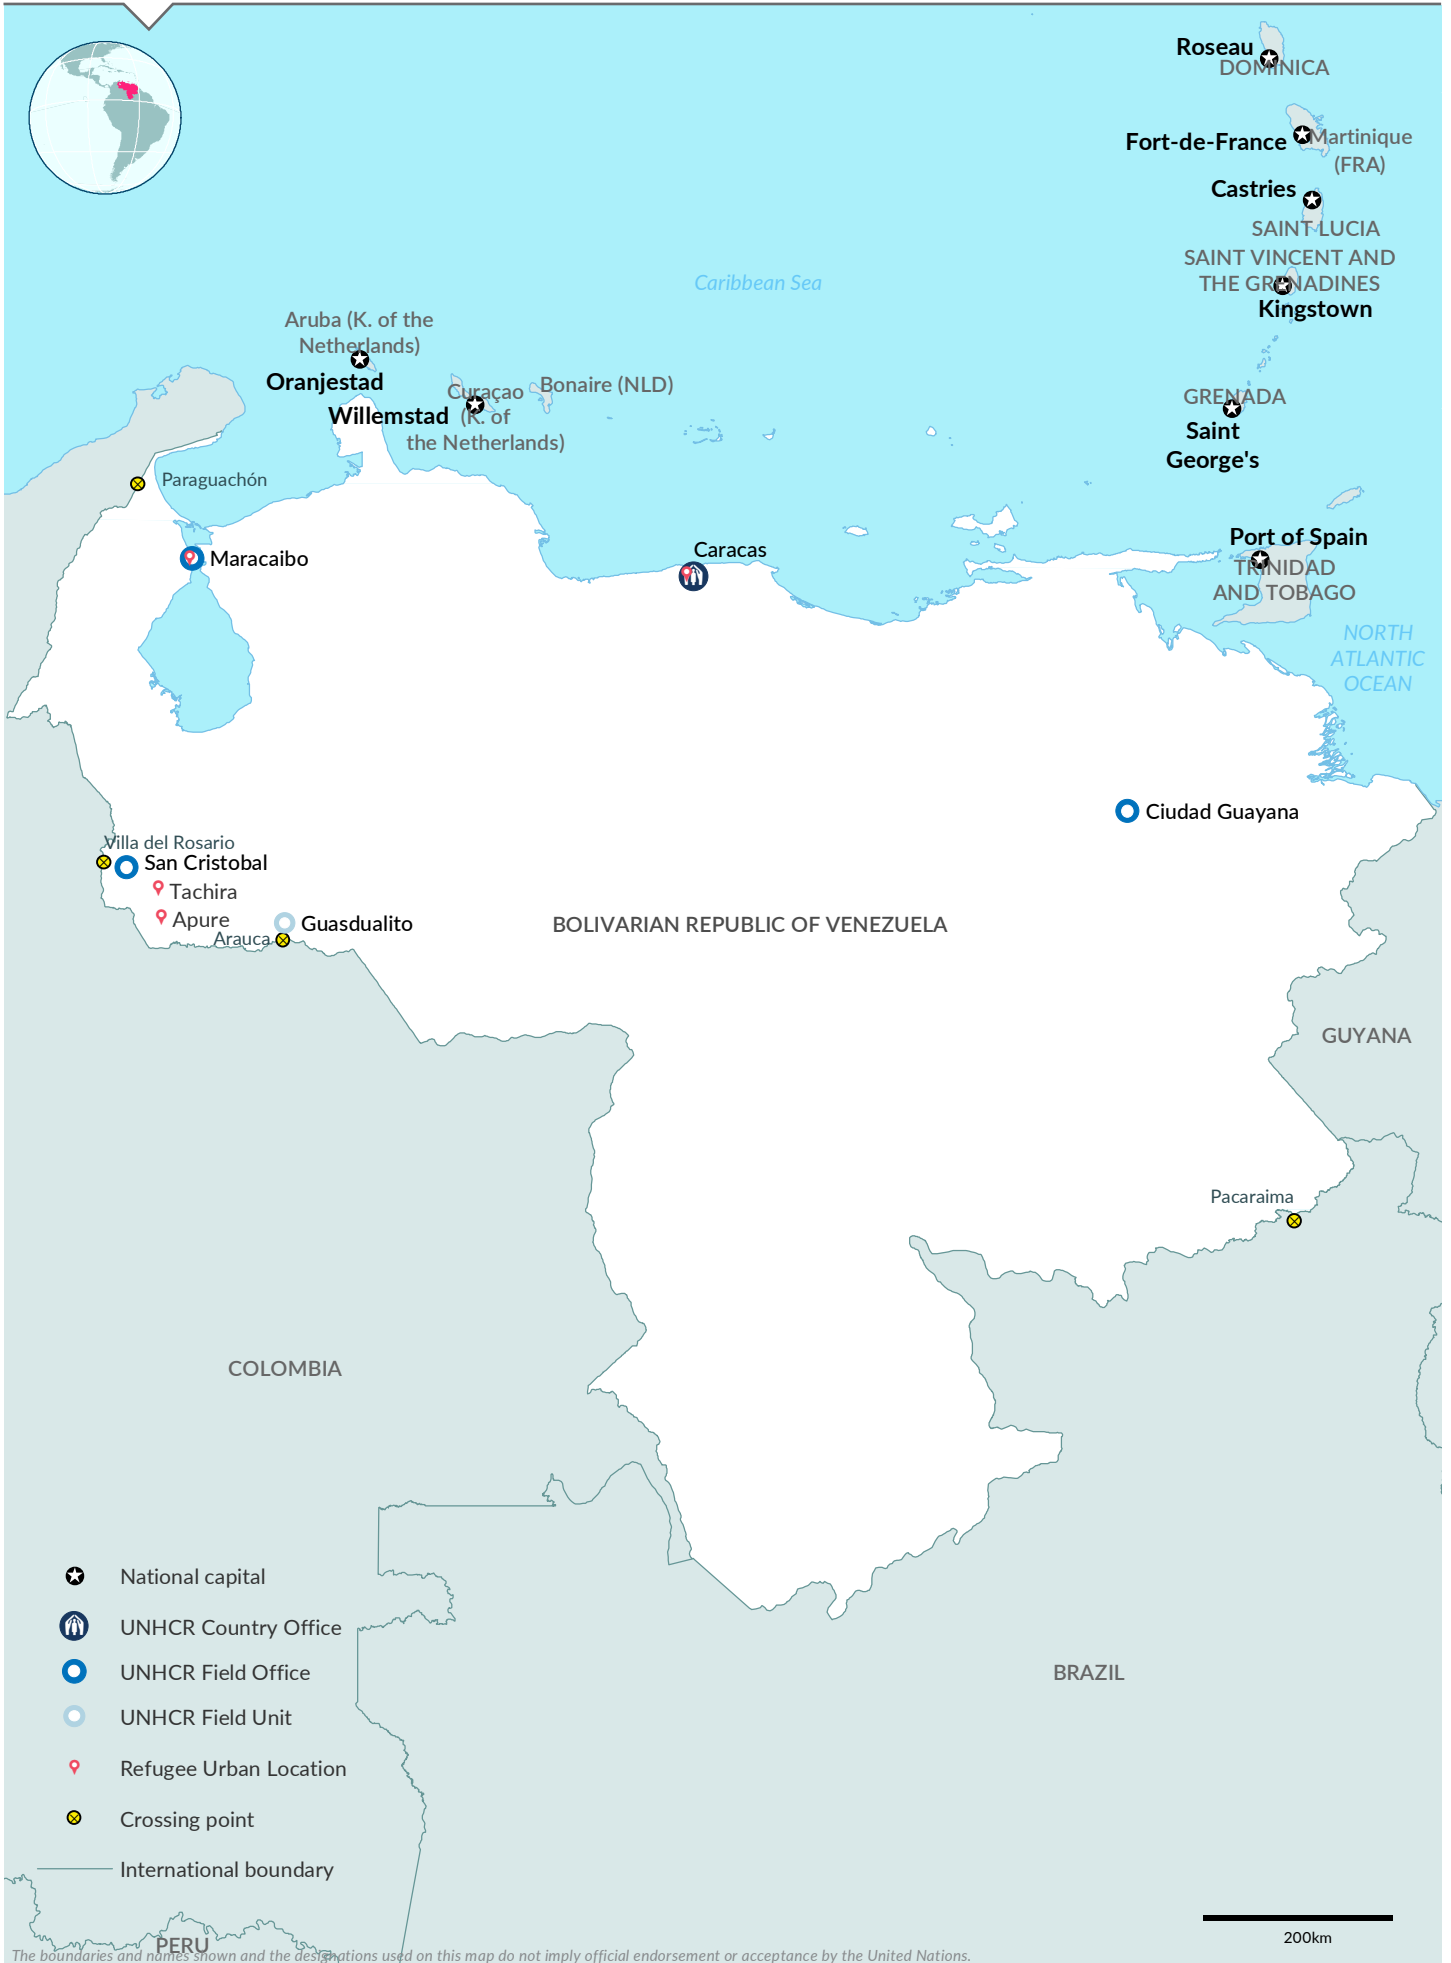 Roseau
DOMINICA
Fort-de-France
Martinique
(FRA)
Castries
SAINT LUCIA
SAINT VINCENT AND
THE GRENADINES
Kingstown
Caribbean Sea
Aruba (K. of the
Netherlands)
Oranjestad
Curaçao
(K. of
the Netherlands)
Willemstad
Bonaire (NLD)
GRENADA
Saint
George's
Paraguachón
Maracaibo
Caracas
Port of Spain
TRINIDAD
AND TOBAGO
NORTH
ATLANTIC
OCEAN
Ciudad Guayana
Villa del Rosario
San Cristobal
Tachira
Apure
Arauca
Guasdualito
BOLIVARIAN REPUBLIC OF VENEZUELA
GUYANA
Pacaraima
COLOMBIA
BRAZIL
National capital
UNHCR Country Office
UNHCR Field Office
UNHCR Field Unit
Refugee Urban Location
Crossing point
International boundary
200km
PERU
The boundaries and names shown and the designations used on this map do not imply official endorsement or acceptance by the United Nations.